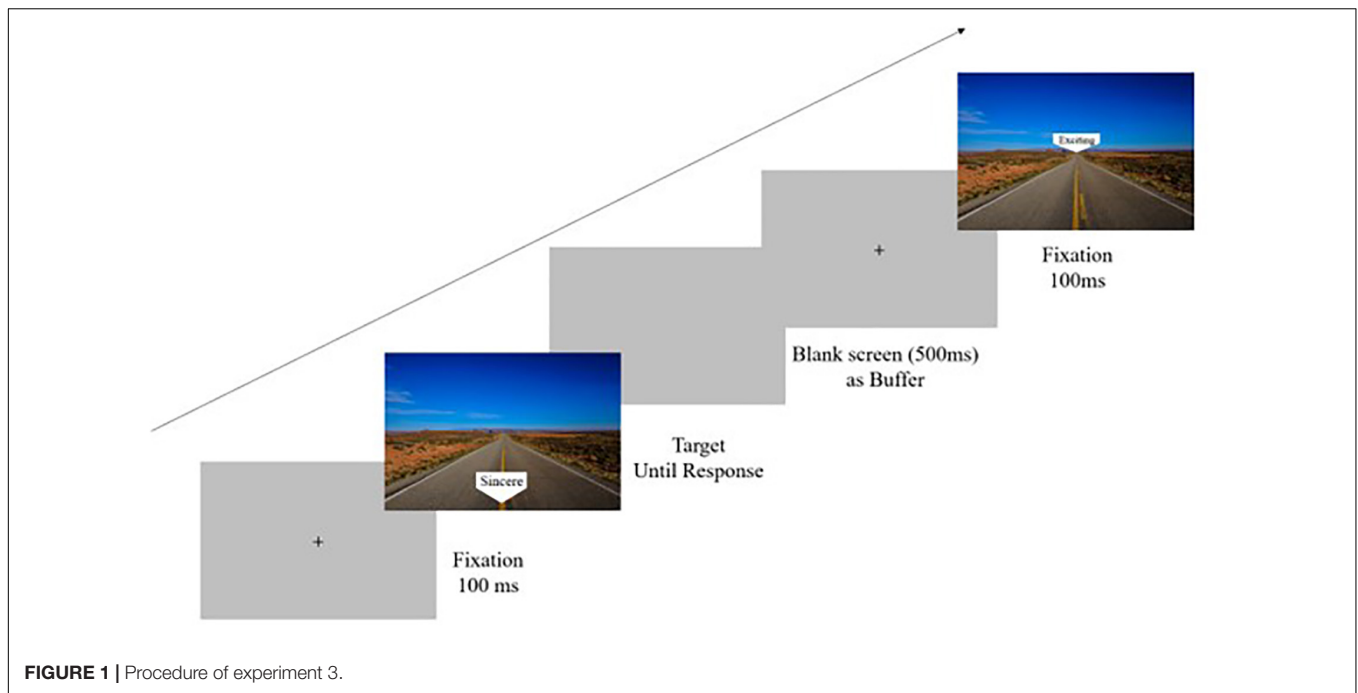 Exciting
Fixation
100ms
Blank screen (500ms)
as Buffer
Target
Until Response
Sincere
Fixation
100 ms
FIGURE 1 | Procedure of experiment 3.